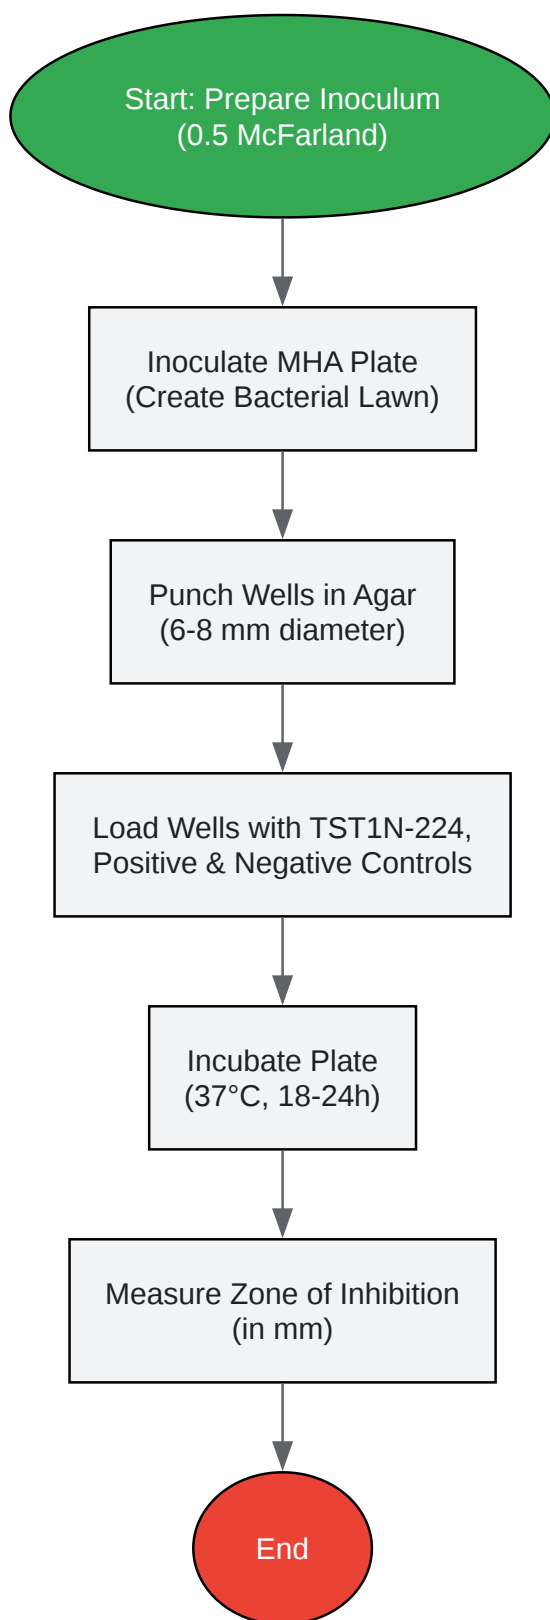 Start: Prepare Inoculum
(0.5 McFarland)
Inoculate MHA Plate
(Create Bacterial Lawn)
Punch Wells in Agar
(6-8 mm diameter)
Load Wells with TST1N-224,
Positive & Negative Controls
Incubate Plate
(37°C, 18-24h)
Measure Zone of Inhibition
(in mm)
End